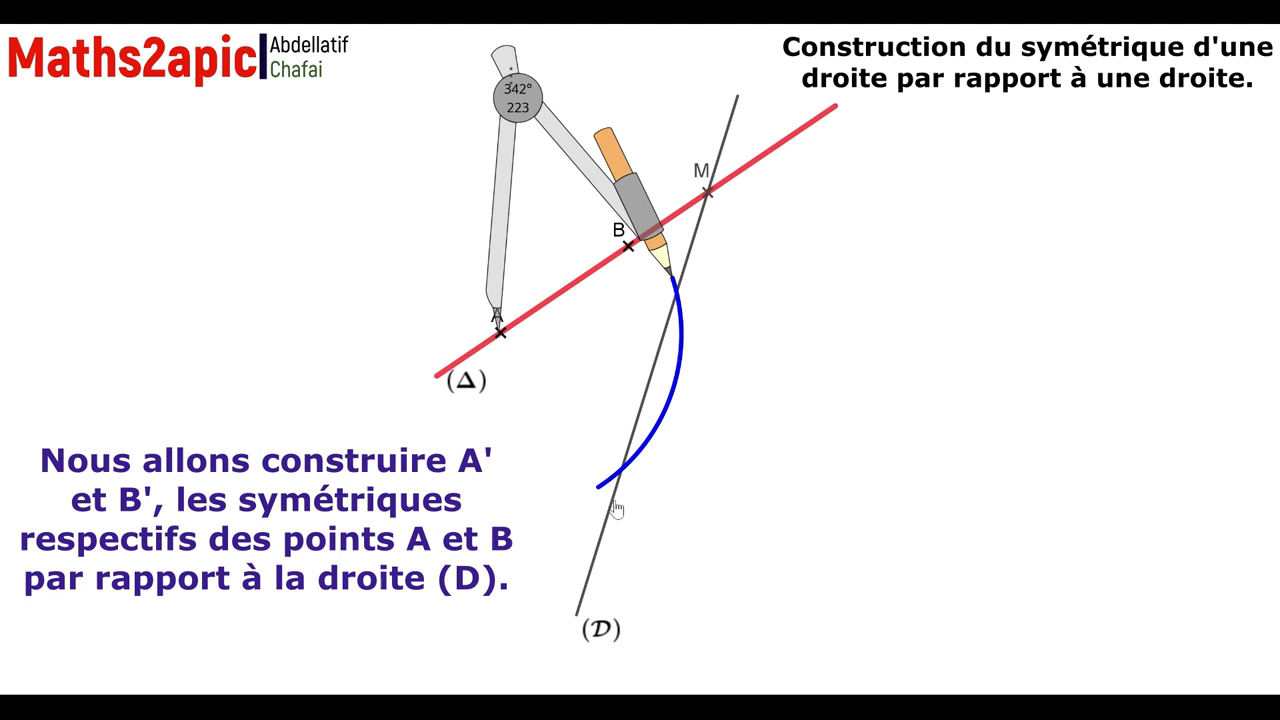 Maths2apic
Abdellatif
Chafai
Construction du symétrique d'une
droite par rapport à une droite.
342°
223
M
B
A
(Δ)
Nous allons construire A'
et B', les symétriques
respectifs des points A et B
par rapport à la droite (D).
(𝒟)